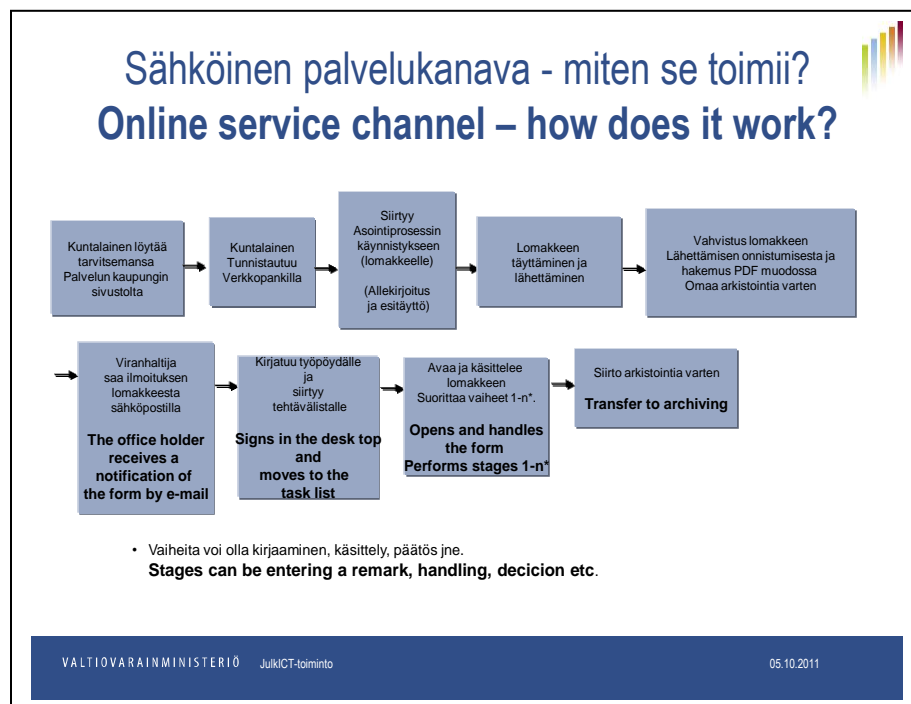 Sähköinen palvelukanava - miten se toimii?
Online service channel – how does it work?
Kuntalainen löytää
tarvitsemansa
Palvelun kaupungin
sivustolta
Kuntalainen
Tunnistautuu
Verkkopankilla
Siirtyy
Asiointiprosessin
käynnistykseen
(lomakkeelle)
(Allekirjoitus
ja esitäyttö)
Lomakkeen
täyttäminen ja
lähettäminen
Vahvistus lomakkeen
Lähettämisen onnistumisesta ja
hakemus PDF muodossa
Omaa arkistointia varten
Viranhaltija
saa ilmoituksen
lomakkeesta
sähköpostilla
The office holder
receives a
notification of
the form by e-mail
Kirjatuu työpöydälle
ja
siirtyy
tehtävälistalle
Signs in the desk top
and
moves to the
task list
Avaa ja käsittelee
lomakkeen
Suorittaa vaiheet 1-n*.
Opens and handles
the form
Performs stages 1-n*
Siirto arkistointia varten
Transfer to archiving
• Vaiheita voi olla kirjaaminen, käsittely, päätös jne.
Stages can be entering a remark, handling, decicion etc.
VALTIOVARAINMINISTERIÖ JulkICT-toiminto 05.10.2011